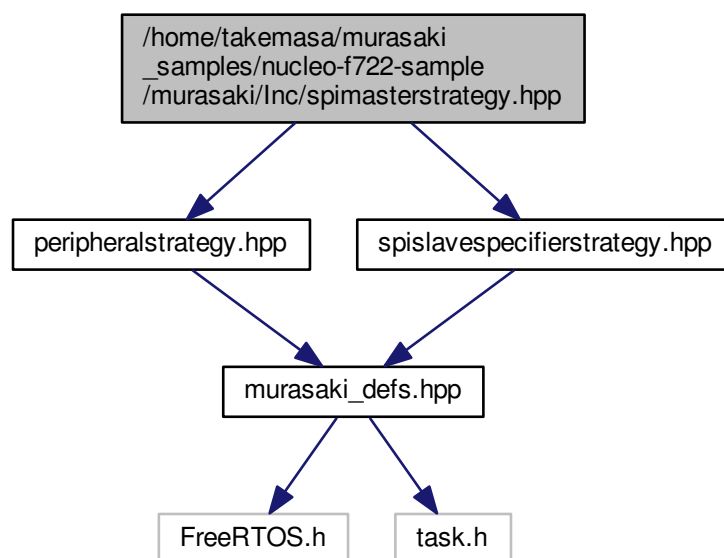 /home/takemasa/murasaki
_samples/nucleo-f722-sample
/murasaki/Inc/spimasterstrategy.hpp
peripheralstrategy.hpp
spislavespecifierstrategy.hpp
murasaki_defs.hpp
FreeRTOS.h
task.h